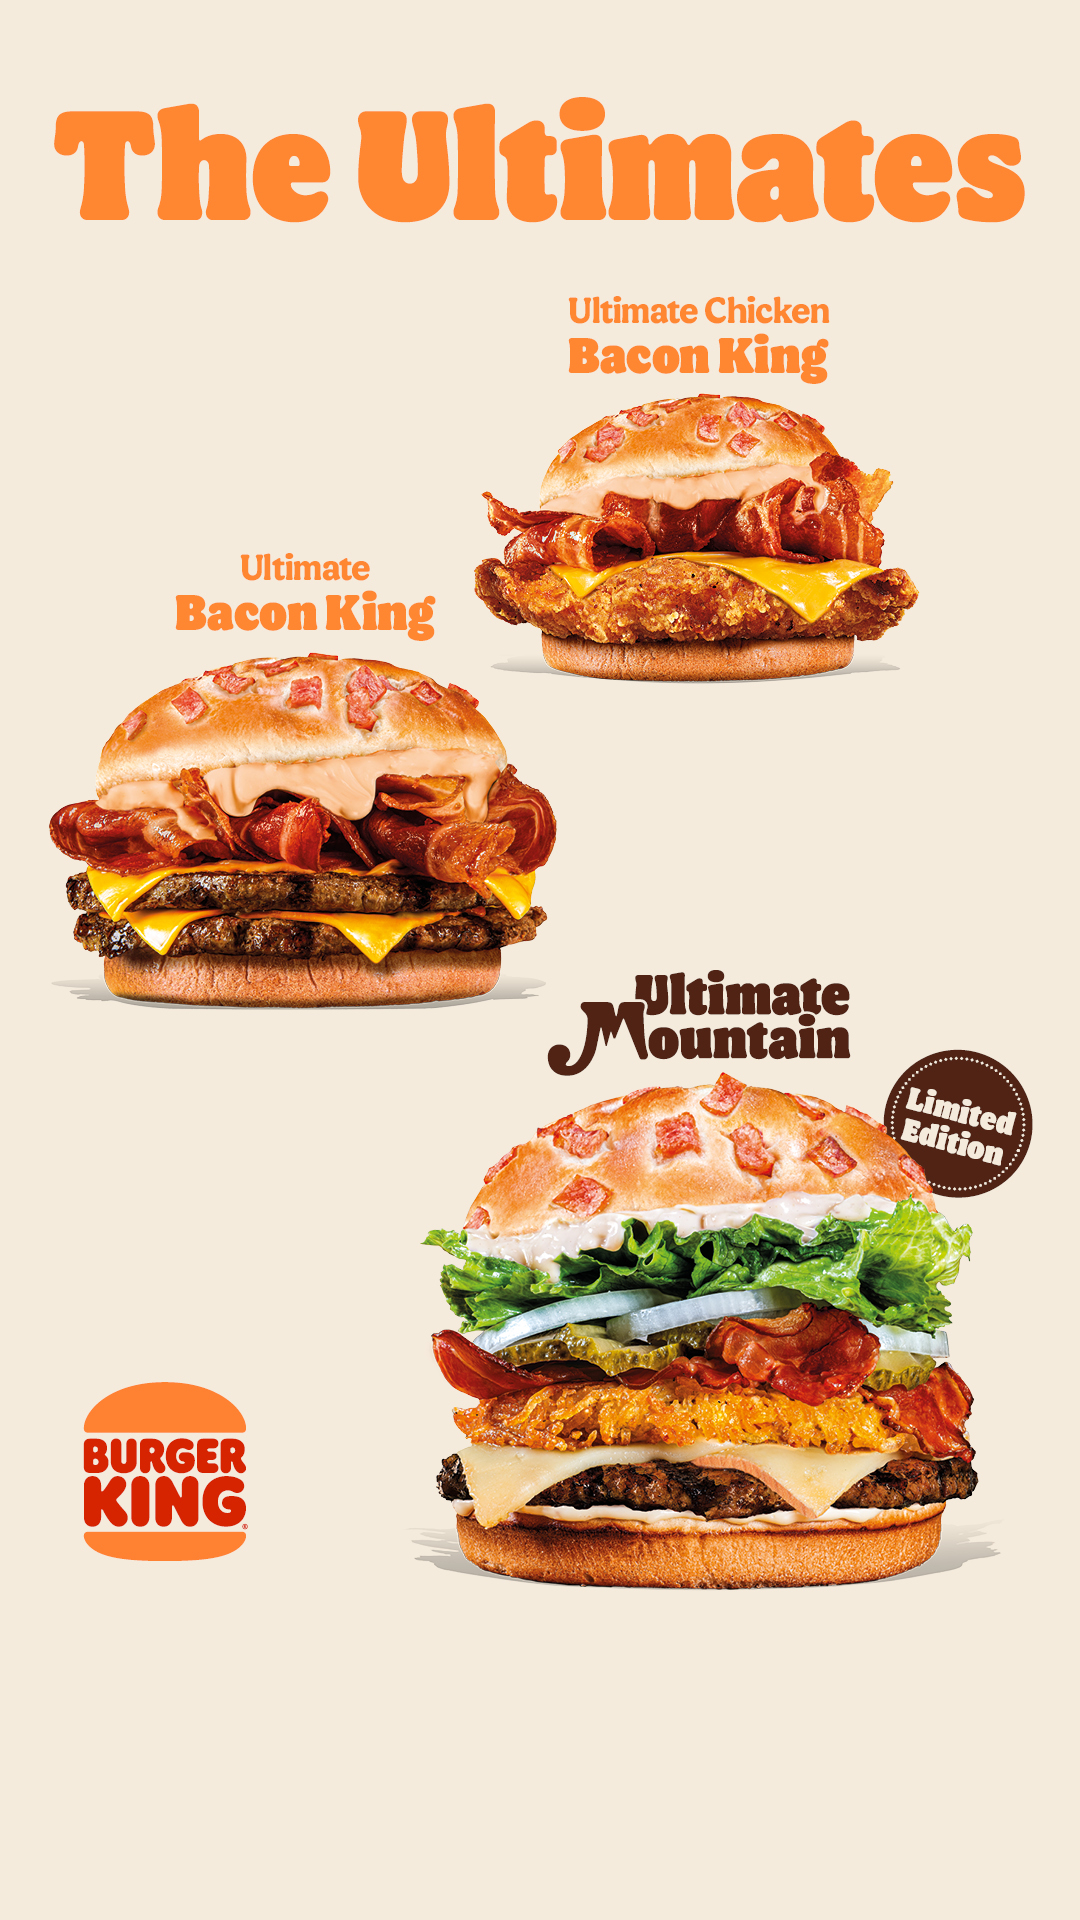 The Ultimates
Ultimate Chicken
Bacon King
Ultimate
Bacon King
Ultimate
Mountain
Limited
Edition
BURGER
KING®